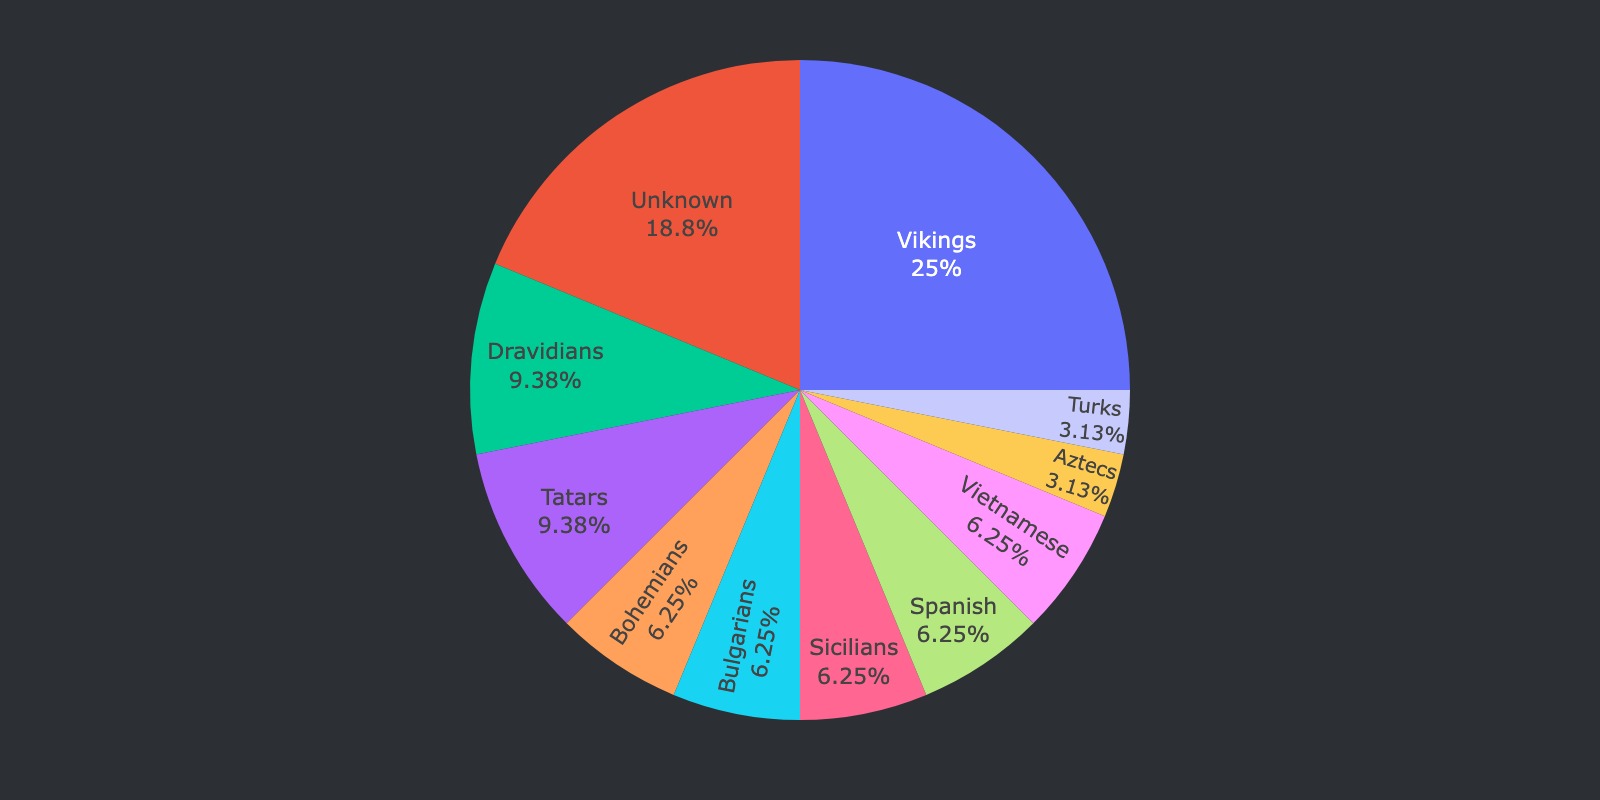 Vikings
25%
Unknown
18.8%
Dravidians
9.38%
Tatars
9.38%
Bohemians
6.25%
Bulgarians
6.25%
Sicilians
6.25%
Spanish
6.25%
Vietnamese
6.25%
Aztecs
3.13%
Turks
3.13%